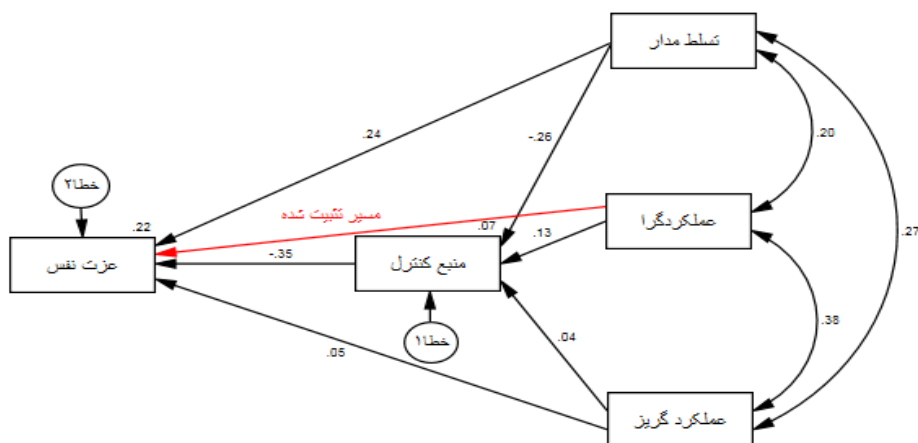 تسلط مدار
.24
-.26
.20
خطا۲
عملکردگرا
مسیر تثبیت شده
.22
.07
.13
.27
عزت نفس
-.35
منبع کنترل
خطا۱
.38
.04
.05
عملکرد گریز